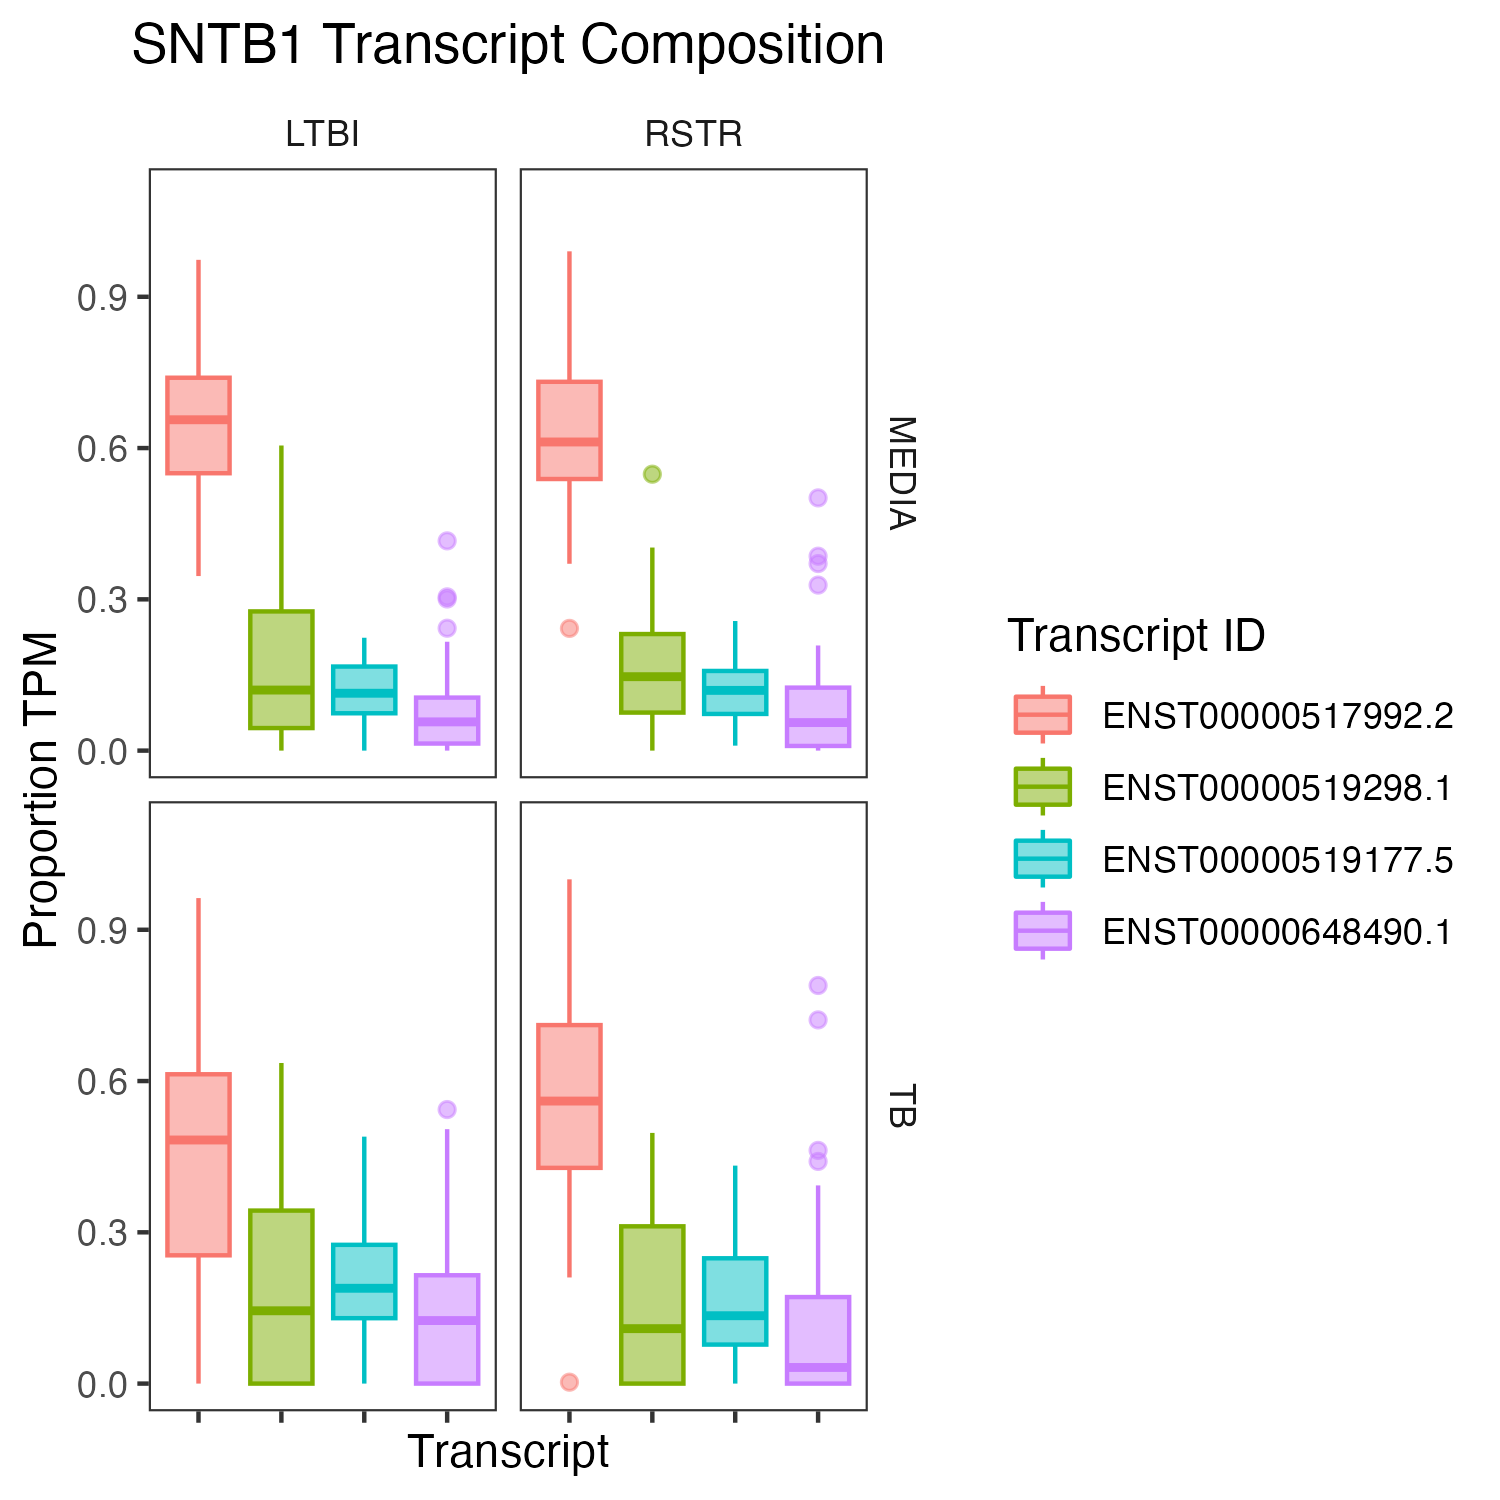 SNTB1 Transcript Composition
LTBI
RSTR
MEDIA
TB
0.9
0.6
0.3
0.0
0.9
0.6
0.3
0.0
Proportion TPM
Transcript
Transcript ID
ENST00000517992.2
ENST00000519298.1
ENST00000519177.5
ENST00000648490.1